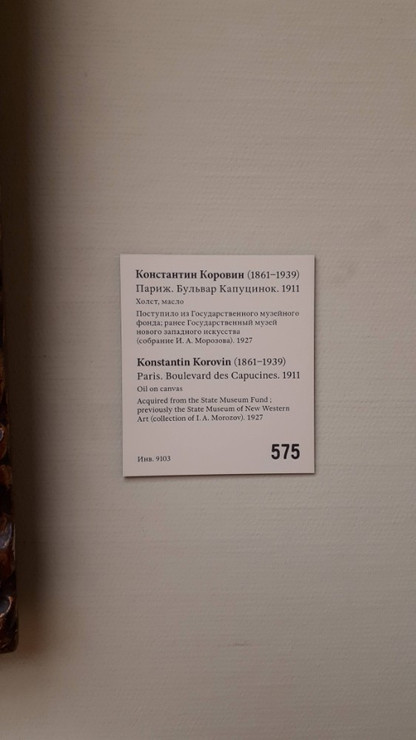 Константин Коровин (1861–1939)
Париж. Бульвар Капуцинок. 1911
Холст, масло
Поступило из Государственного музейного
фонда; ранее Государственный музей
нового западного искусства
(собрание И. А. Морозова). 1927
Konstantin Korovin (1861–1939)
Paris. Boulevard des Capucines. 1911
Oil on canvas
Acquired from the State Museum Fund ;
previously the State Museum of New Western
Art (collection of I. A. Morozov). 1927
Инв. 9103
575